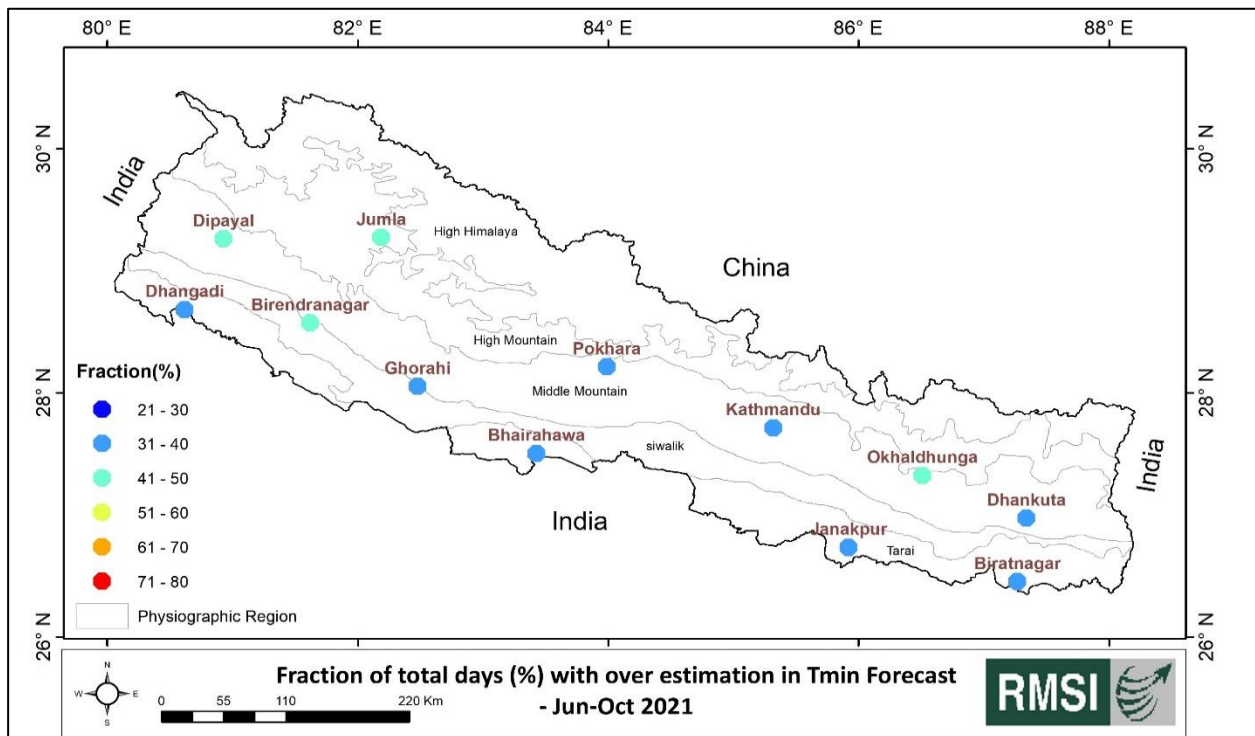 80° E
82° E
84° E
86° E
88° E
30° N
30° N
India
Dipayal
Jumla
High Himalaya
China
Dhangadi
Birendranagar
High Mountain
Pokhara
Ghorahi
Middle Mountain
28° N
28° N
Kathmandu
Bhairahawa
siwalik
Okhaldhunga
India
Dhankuta
India
Janakpur
Tarai
Biratnagar
26° N
26° N
Fraction(%)
21 - 30
31 - 40
41 - 50
51 - 60
61 - 70
71 - 80
Physiographic Region
N
W
E
S
0 55 110 220 Km
Fraction of total days (%) with over estimation in Tmin Forecast
- Jun-Oct 2021
RMSI